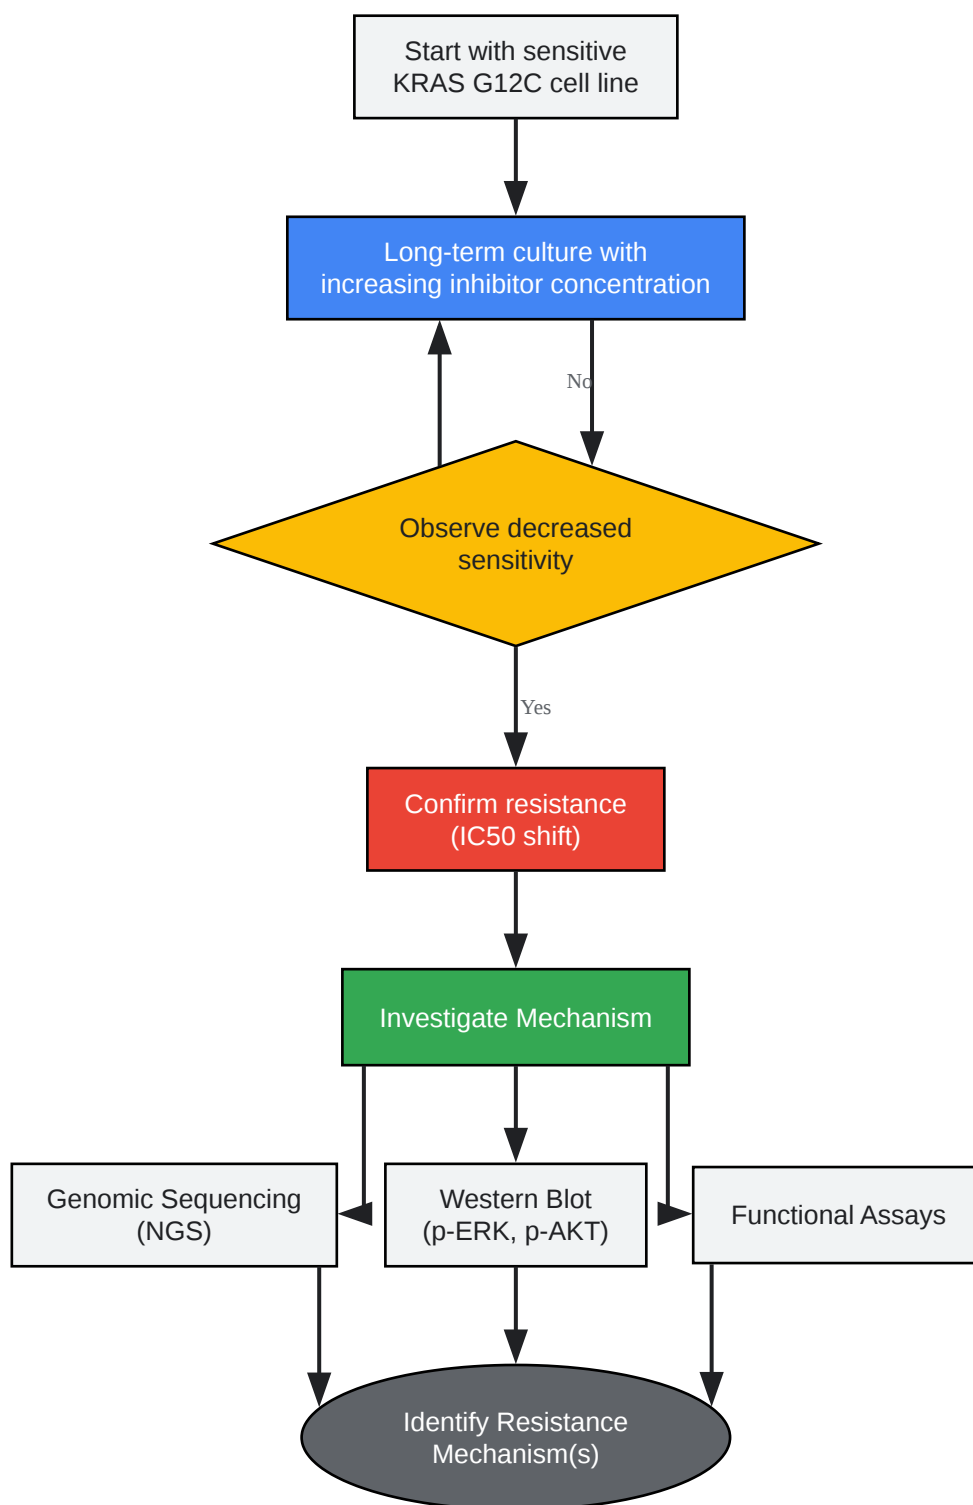 Start with sensitive
KRAS G12C cell line
Long-term culture with
increasing inhibitor concentration
No
Observe decreased
sensitivity
Yes
Confirm resistance
(IC50 shift)
Investigate Mechanism
Genomic Sequencing
(NGS)
Western Blot
(p-ERK, p-AKT)
Functional Assays
Identify Resistance
Mechanism(s)